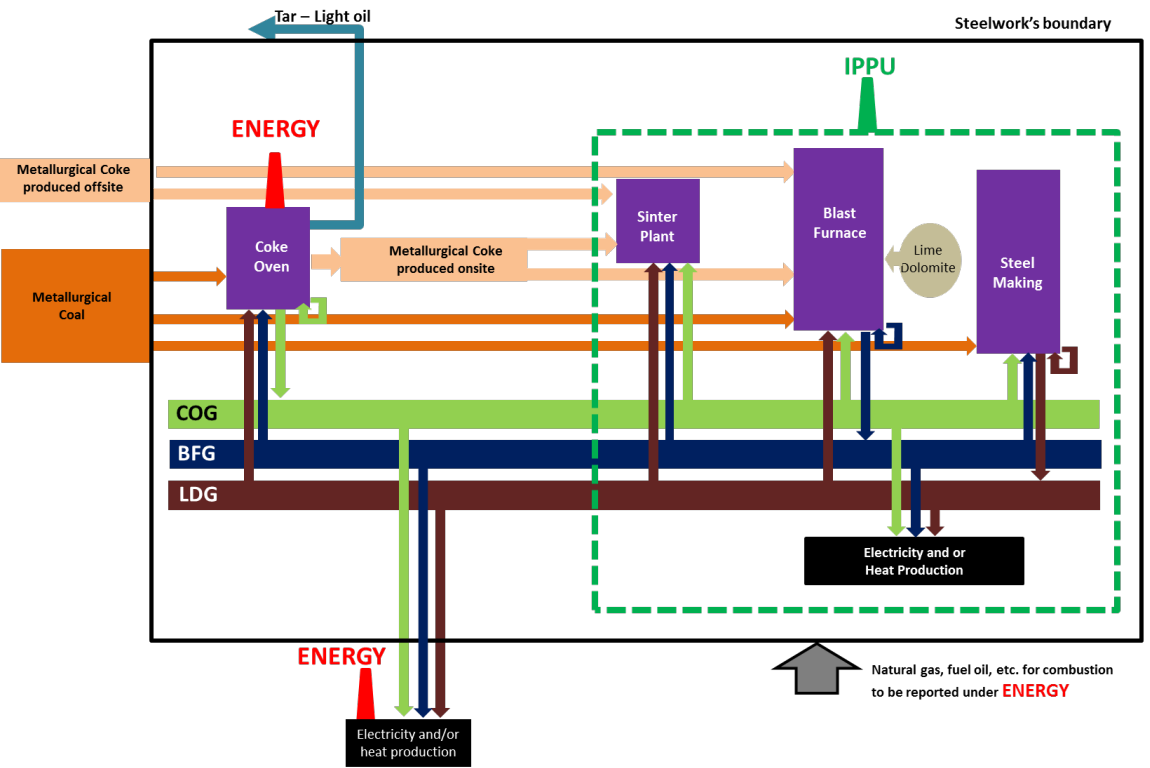 Tar – Light oil
Steelwork's boundary
IPPU
ENERGY
Metallurgical Coke
produced offsite
Coke
Oven
Metallurgical Coke
produced onsite
Sinter
Plant
Blast
Furnace
Lime
Dolomite
Steel
Making
Metallurgical
Coal
COG
BFG
LDG
Electricity and or
Heat Production
ENERGY
Natural gas, fuel oil, etc. for combustion
to be reported under ENERGY
Electricity and/or
heat production